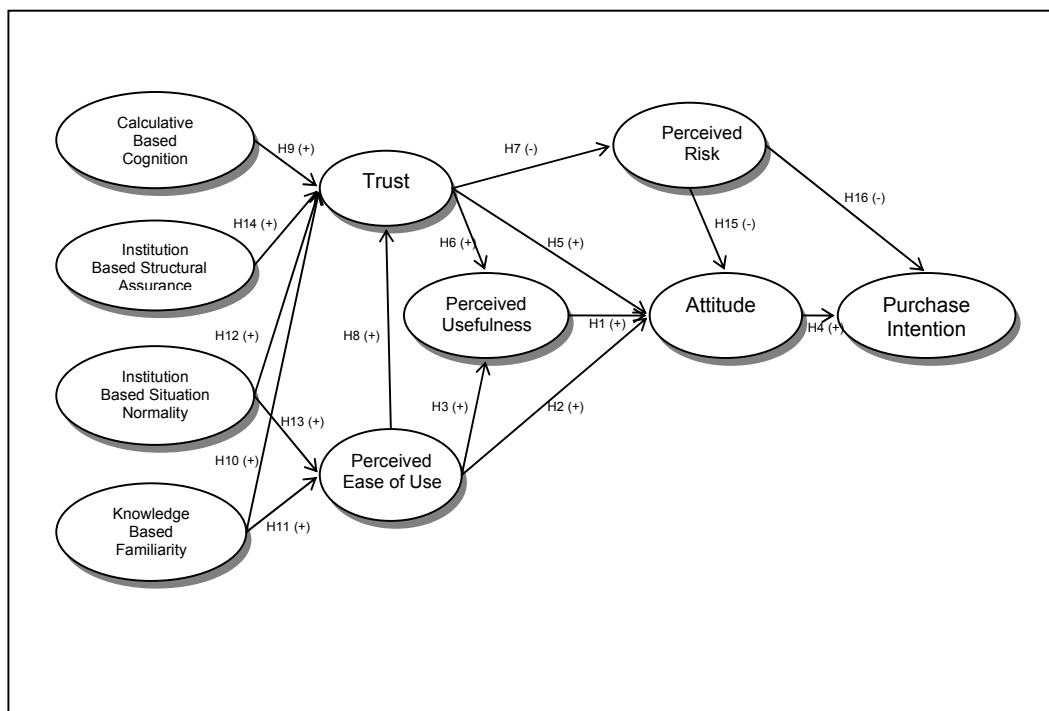 Calculative
Based
Cognition
H9 (+)
Trust
H7 (-)
Perceived
Risk
H16 (-)
H14 (+)
Institution
Based Structural
Assurance
H6 (+)
H5 (+)
H15 (-)
Perceived
Usefulness
H1 (+)
Attitude
H4 (+)
Purchase
Intention
H12 (+)
H8 (+)
Institution
Based Situation
Normality
H13 (+)
H3 (+)
H2 (+)
H10 (+)
Perceived
Ease of Use
Knowledge
Based
Familiarity
H11 (+)